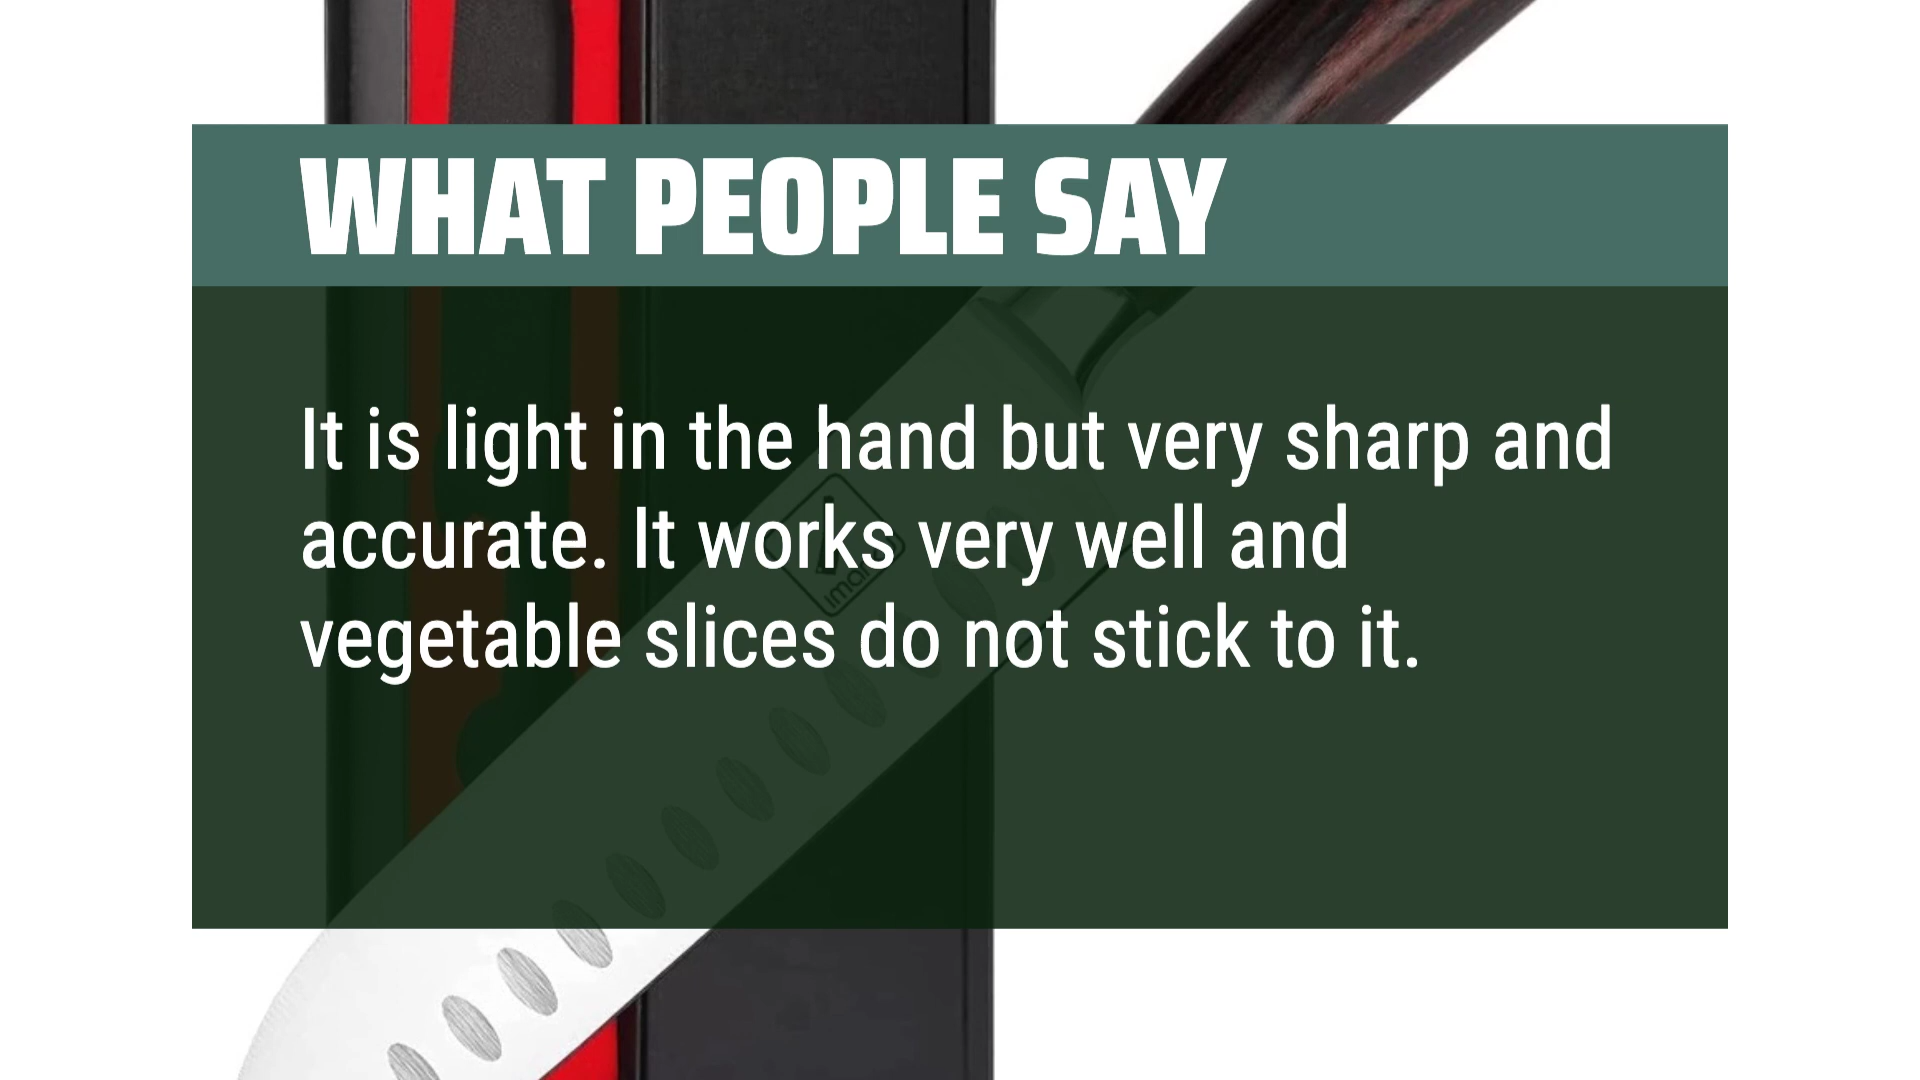 WHAT PEOPLE SAY
It is light in the hand but very sharp and
accurate. It works very well and
vegetable slices do not stick to it.